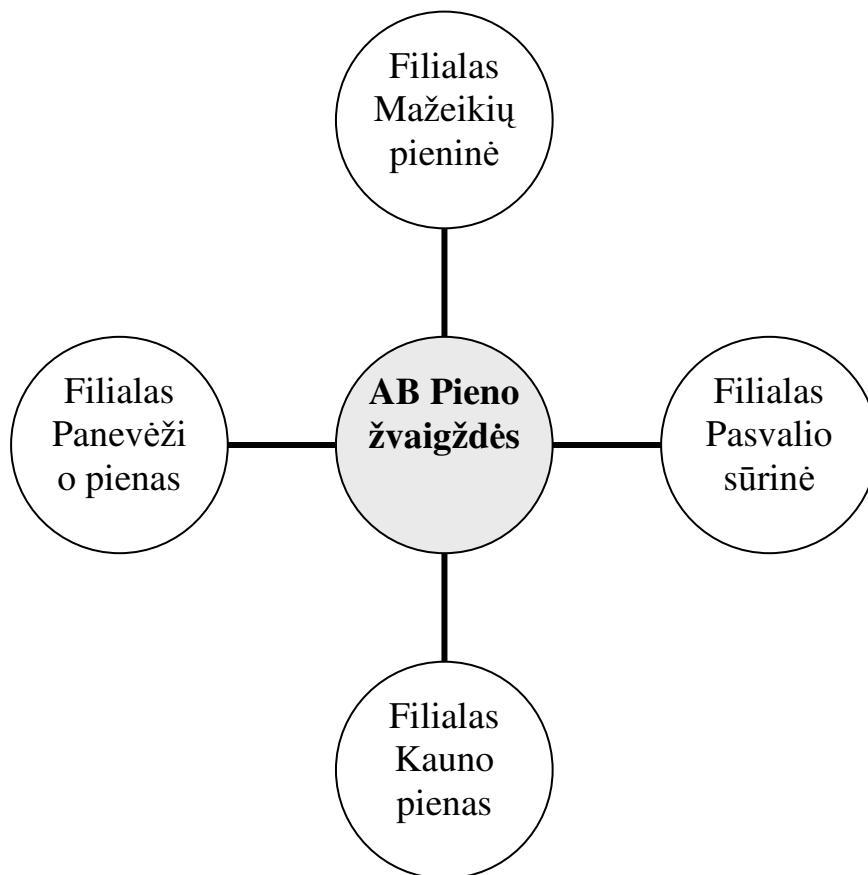 Filialas
Mažeikių
pieninė
Filialas
Panevėži
o pienas
AB Pieno
žvaigždės
Filialas
Pasvalio
sūrinė
Filialas
Kauno
pienas